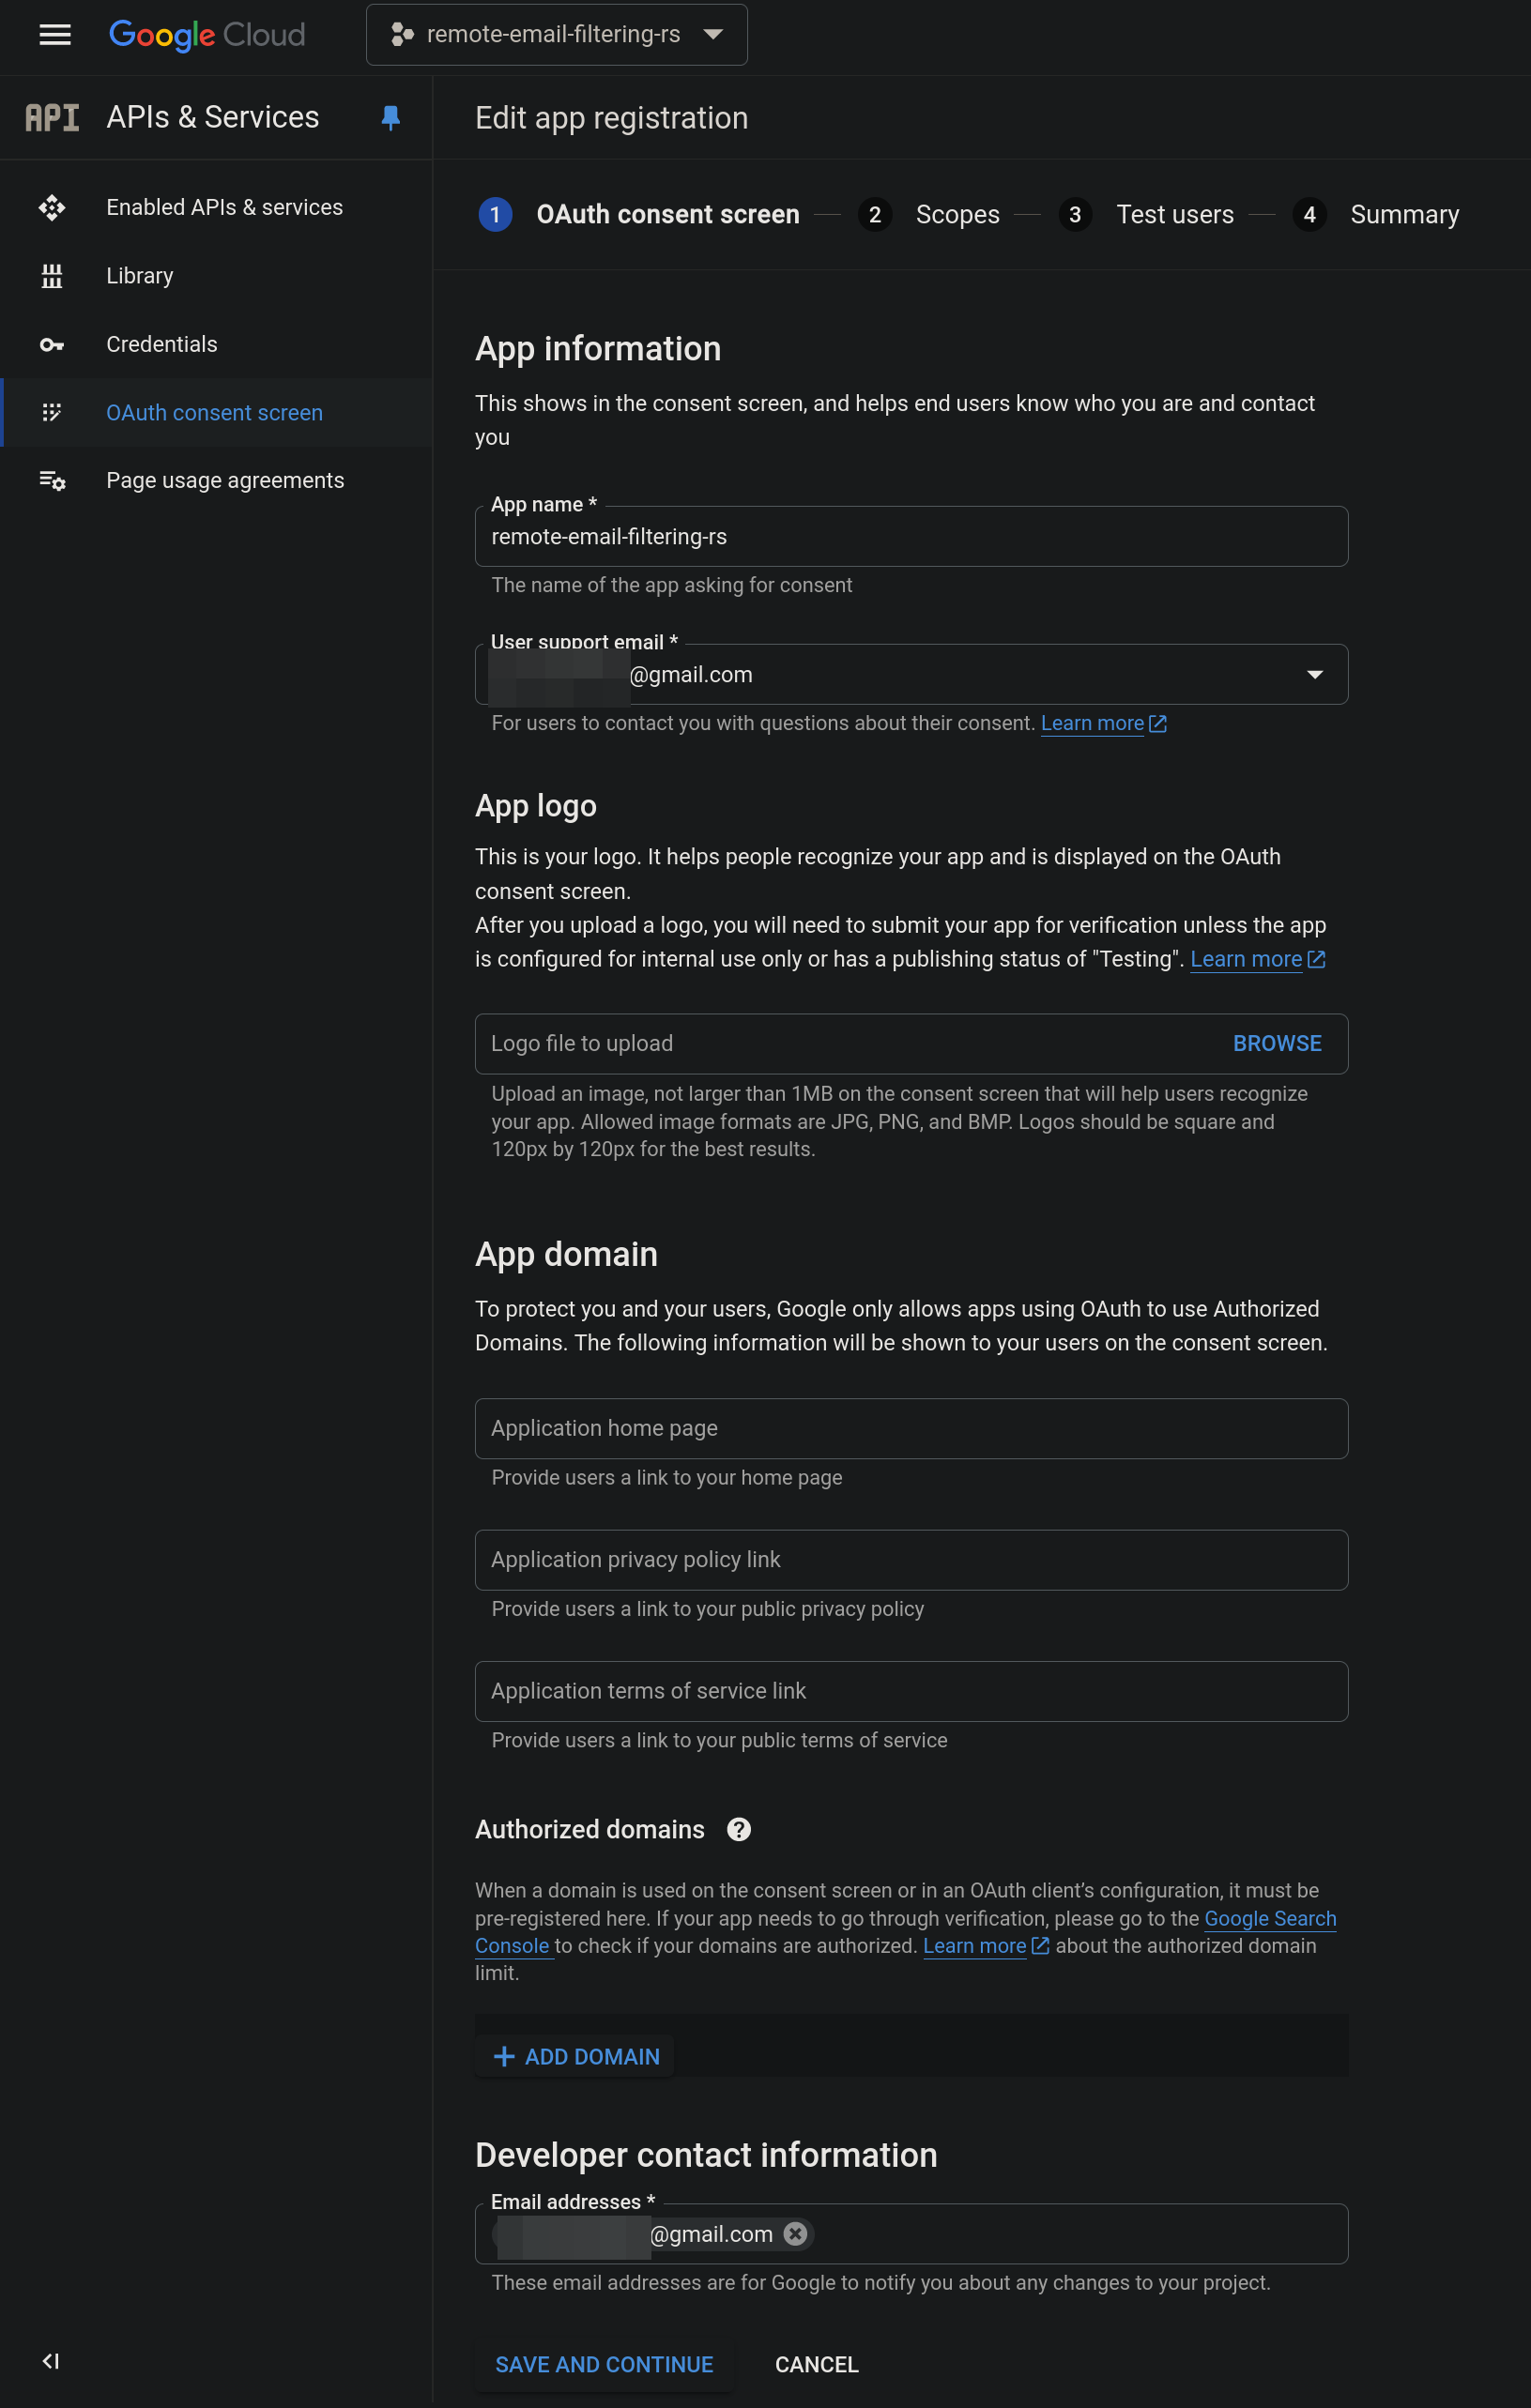 Google Cloud
remote-email-filtering-rs
API APIs & Services
Edit app registration
Enabled APIs & services
Library
Credentials
OAuth consent screen
Page usage agreements
1 OAuth consent screen 2 Scopes 3 Test users 4 Summary
App information
This shows in the consent screen, and helps end users know who you are and contact
you
App name *
remote-email-filtering-rs
The name of the app asking for consent
User support email *
@gmail.com
For users to contact you with questions about their consent. Learn more
App logo
This is your logo. It helps people recognize your app and is displayed on the OAuth
consent screen.
After you upload a logo, you will need to submit your app for verification unless the app
is configured for internal use only or has a publishing status of "Testing". Learn more
Logo file to upload BROWSE
Upload an image, not larger than 1MB on the consent screen that will help users recognize
your app. Allowed image formats are JPG, PNG, and BMP. Logos should be square and
120px by 120px for the best results.
App domain
To protect you and your users, Google only allows apps using OAuth to use Authorized
Domains. The following information will be shown to your users on the consent screen.
Application home page
Provide users a link to your home page
Application privacy policy link
Provide users a link to your public privacy policy
Application terms of service link
Provide users a link to your public terms of service
Authorized domains ?
When a domain is used on the consent screen or in an OAuth client’s configuration, it must be
pre-registered here. If your app needs to go through verification, please go to the Google Search
Console to check if your domains are authorized. Learn more about the authorized domain
limit.
ADD DOMAIN
Developer contact information
Email addresses *
@gmail.com
These email addresses are for Google to notify you about any changes to your project.
SAVE AND CONTINUE CANCEL